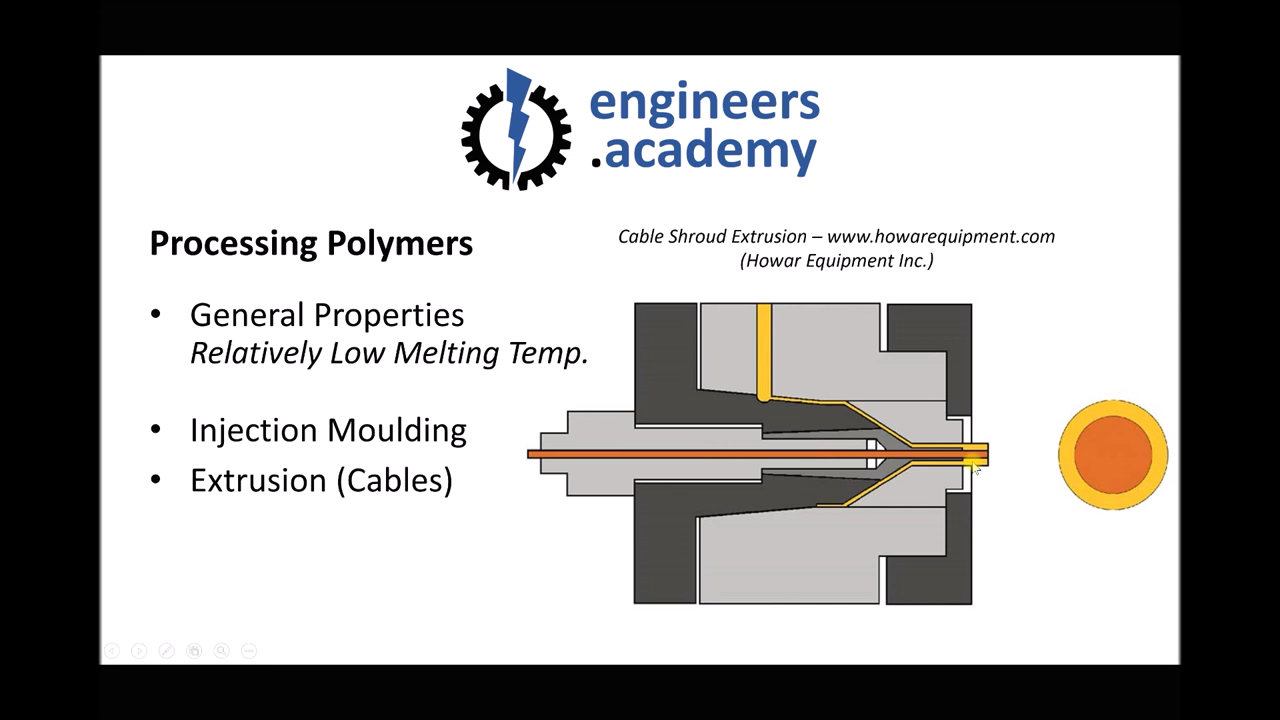 engineers
.academy
Processing Polymers
Cable Shroud Extrusion – www.howarequipment.com
(Howar Equipment Inc.)
• General Properties
Relatively Low Melting Temp.
• Injection Moulding
• Extrusion (Cables)